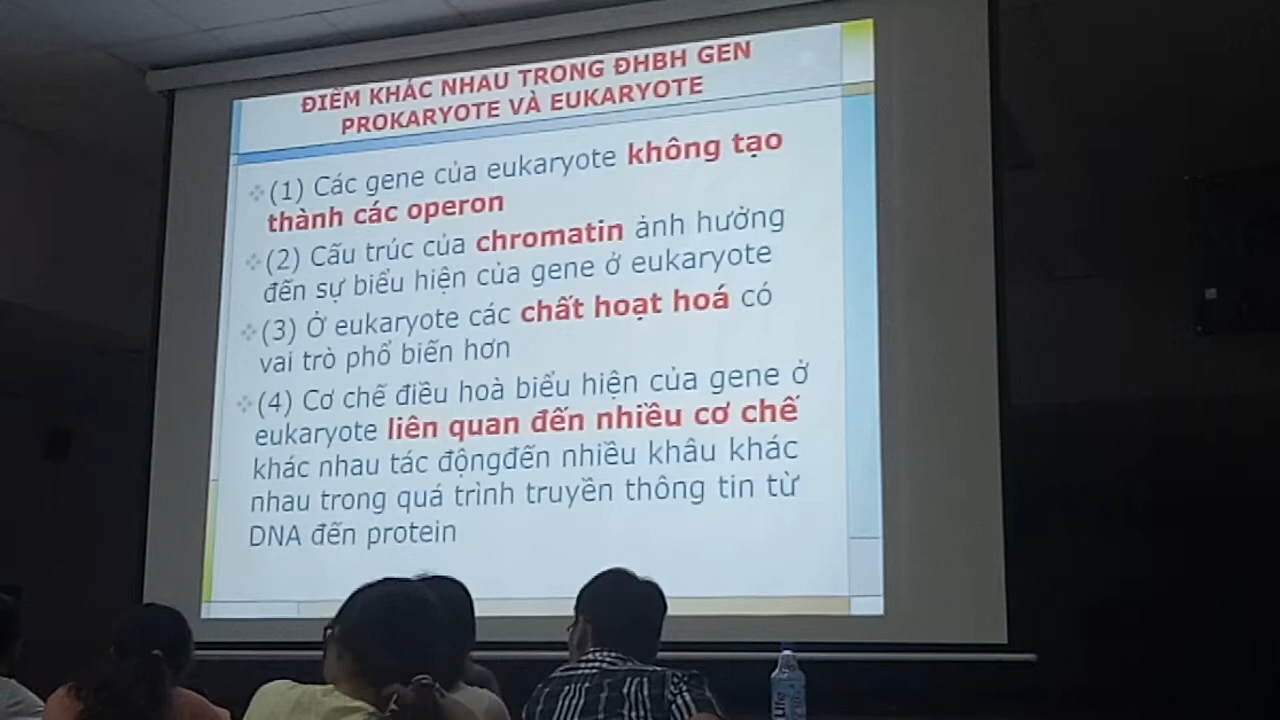 ĐIỂM KHÁC NHAU TRONG ĐHBH GEN
PROKARYOTE VÀ EUKARYOTE
(1) Các gene của eukaryote không tạo
thành các operon
(2) Cấu trúc của chromatin ảnh hưởng
đến sự biểu hiện của gene ở eukaryote
(3) Ở eukaryote các chất hoạt hoá có
vai trò phổ biến hơn
(4) Cơ chế điều hoà biểu hiện của gene ở
eukaryote liên quan đến nhiều cơ chế
khác nhau tác độngđến nhiều khâu khác
nhau trong quá trình truyền thông tin từ
DNA đến protein
Life